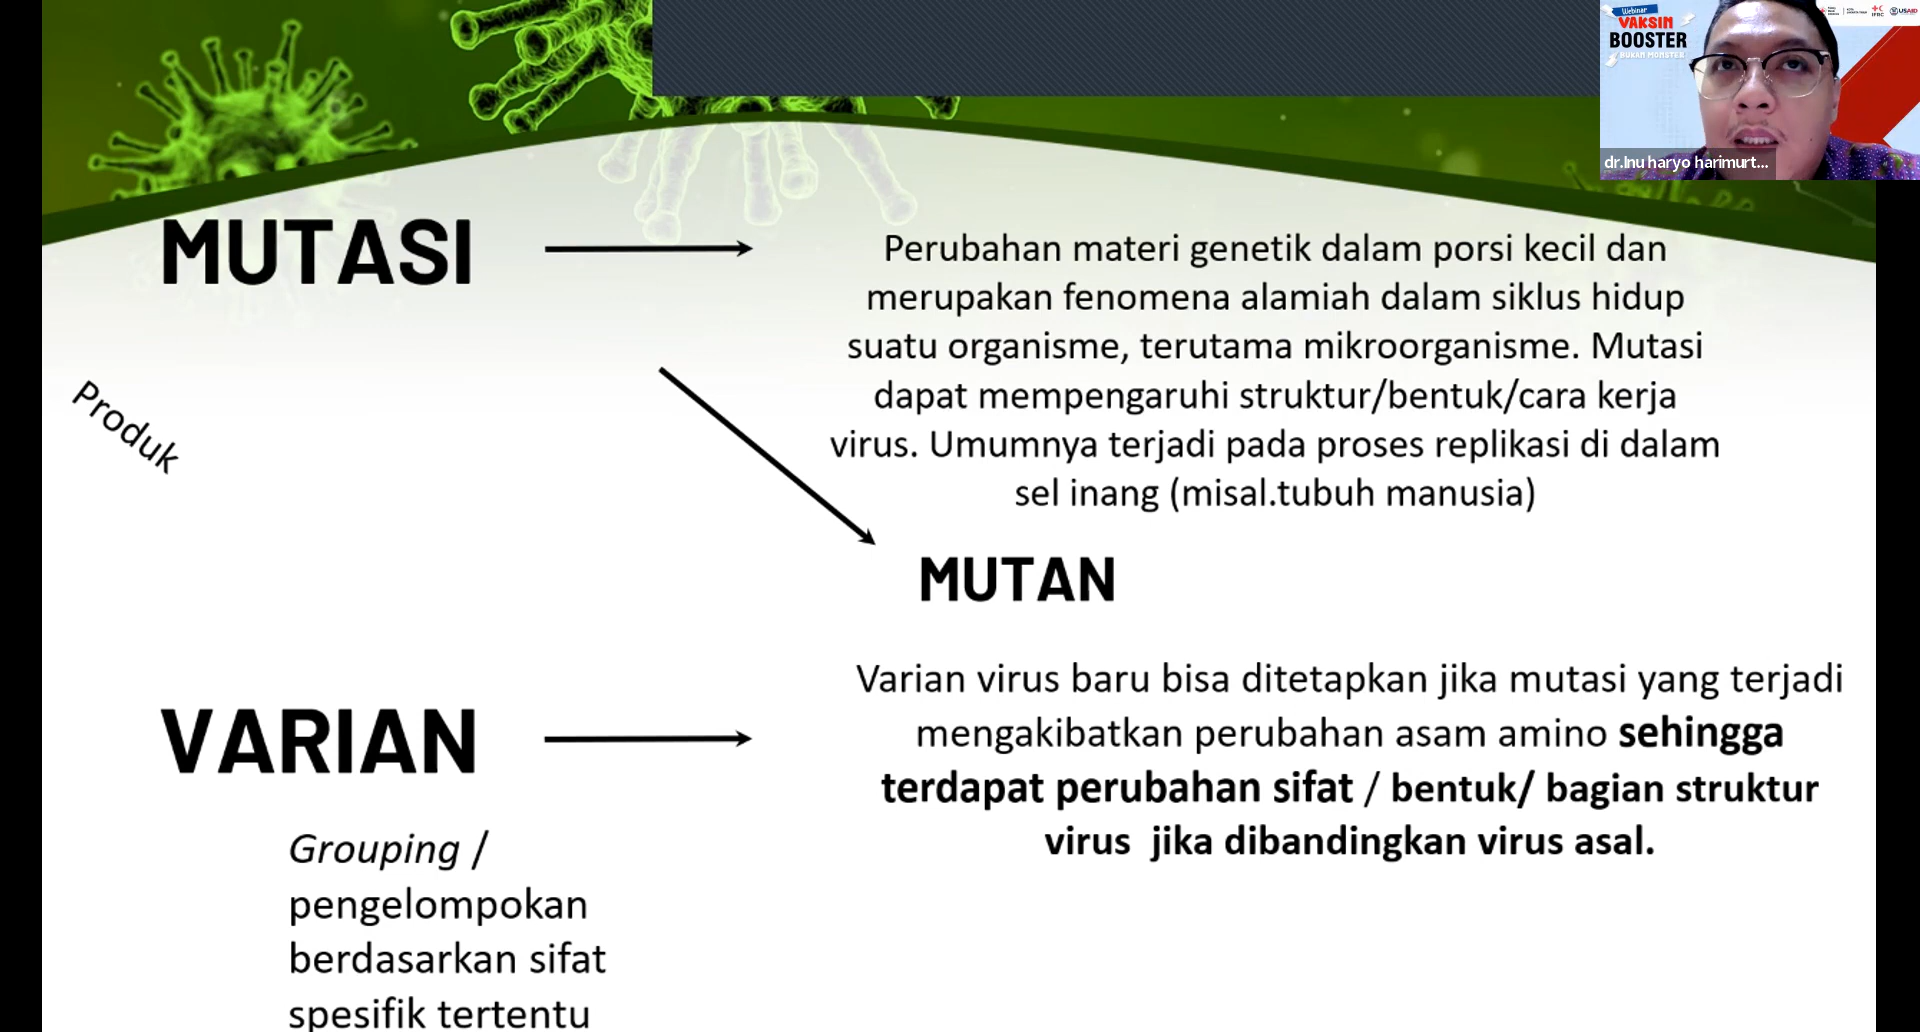 Webinar
VAKSIN
BOOSTER
BUKAN MONSTER
IFRC
USAID
dr.Inu haryo harimurt...
MUTASI
Perubahan materi genetik dalam porsi kecil dan
merupakan fenomena alamiah dalam siklus hidup
suatu organisme, terutama mikroorganisme. Mutasi
dapat mempengaruhi struktur/bentuk/cara kerja
virus. Umumnya terjadi pada proses replikasi di dalam
sel inang (misal.tubuh manusia)
Produk
MUTAN
VARIAN
Varian virus baru bisa ditetapkan jika mutasi yang terjadi
mengakibatkan perubahan asam amino sehingga
terdapat perubahan sifat / bentuk/ bagian struktur
virus  jika dibandingkan virus asal.
Grouping /
pengelompokan
berdasarkan sifat
spesifik tertentu